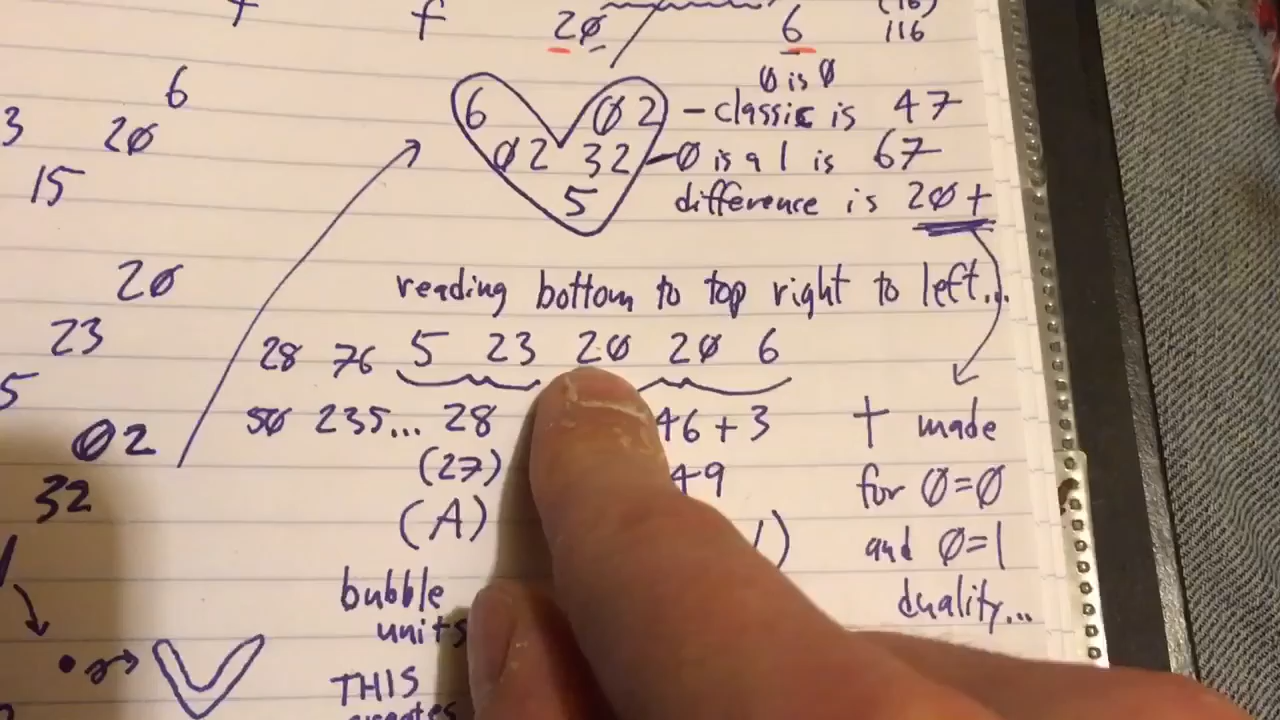 f 20 6 116
0 is 0
6 02 - classic is 47
02 32 - 0 is a 1 is 67
5 difference is 20+
6
3 20
15
reading bottom to top right to left...
20
23
28 76 5 23 20 20 6
5
50 235... 28 46 + 3 † made
02
(27) 49 for 0=0
32
(A) ) and 0=1
bubble duality...
units
THIS